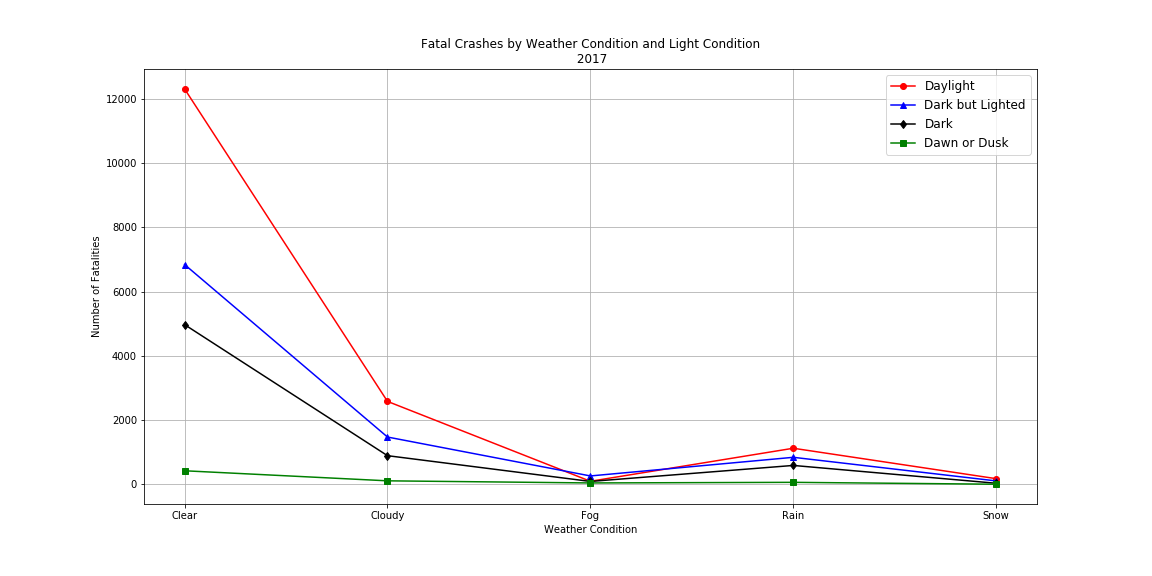 Fatal Crashes by Weather Condition and Light Condition
2017
Daylight
Dark but Lighted
Dark
Dawn or Dusk
Number of Fatalities
12000
10000
8000
6000
4000
2000
0
Clear Cloudy Fog Rain Snow
Weather Condition